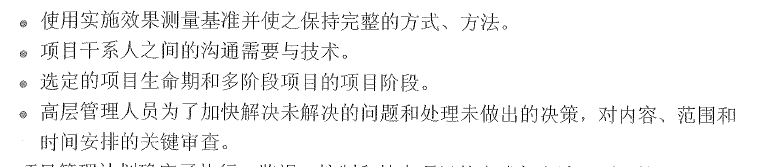 ● 使用实施效果测量基准并使之保持完整的方式、方法。
● 项目干系人之间的沟通需要与技术。
● 选定的项目生命期和多阶段项目的项目阶段。
● 高层管理人员为了加快解决未解决的问题和处理未做出的决策，对内容、范围和
时间安排的关键审查。